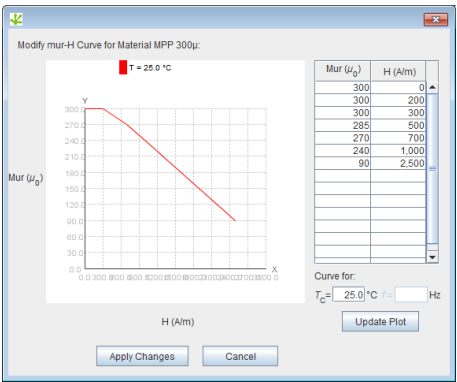 Modify mur-H Curve for Material MPP 300µ:
T = 25.0 °C
Y
300.0
270.0
240.0
210.0
180.0
150.0
120.0
90.0
60.0
30.0
0.0
X
Mur (µ0)
H (A/m)
Mur (µ0) H (A/m)
300 0
300 200
300 300
285 500
270 700
240 1,000
90 2,500
Curve for:
TC= 25.0 °C f= Hz
Update Plot
Apply Changes Cancel